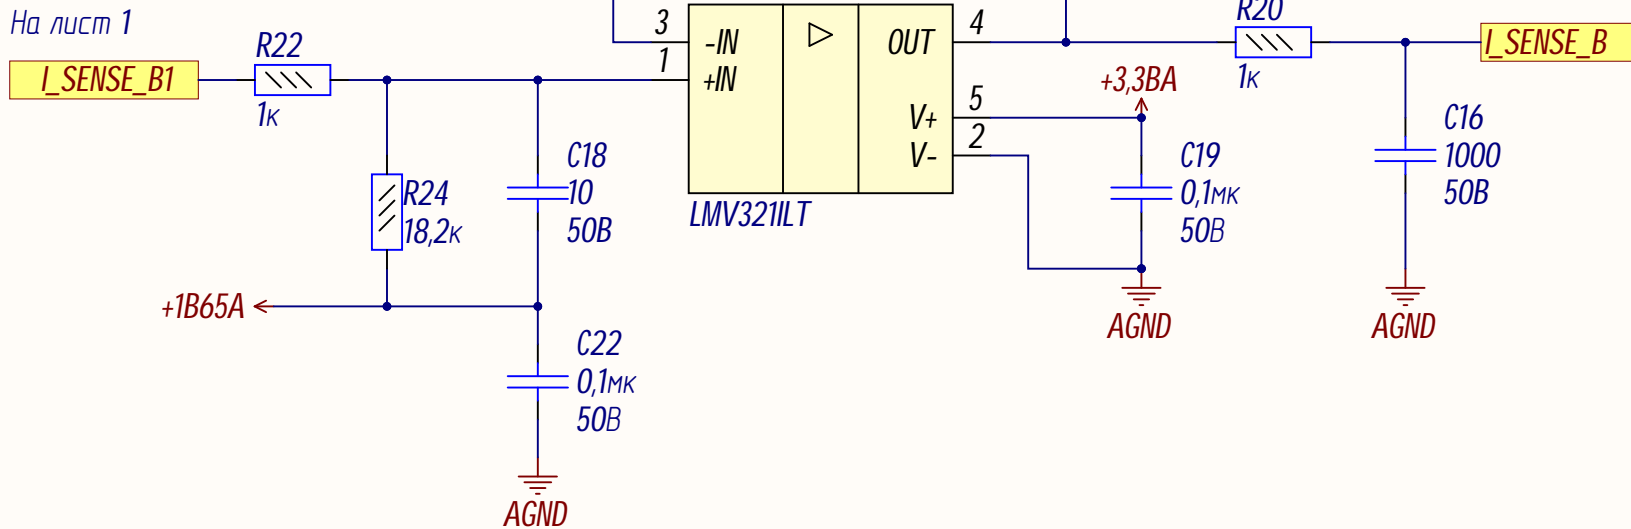 На лист 1
I_SENSE_B1
R22
1к
R24
18,2к
C18
10
50В
+1В65А
C22
0,1мк
50В
AGND
3
-IN
1
+IN
OUT
4
V+
5
V-
2
LMV321ILT
+3,3ВА
C19
0,1мк
50В
AGND
R20
1к
I_SENSE_B
C16
1000
50В
AGND